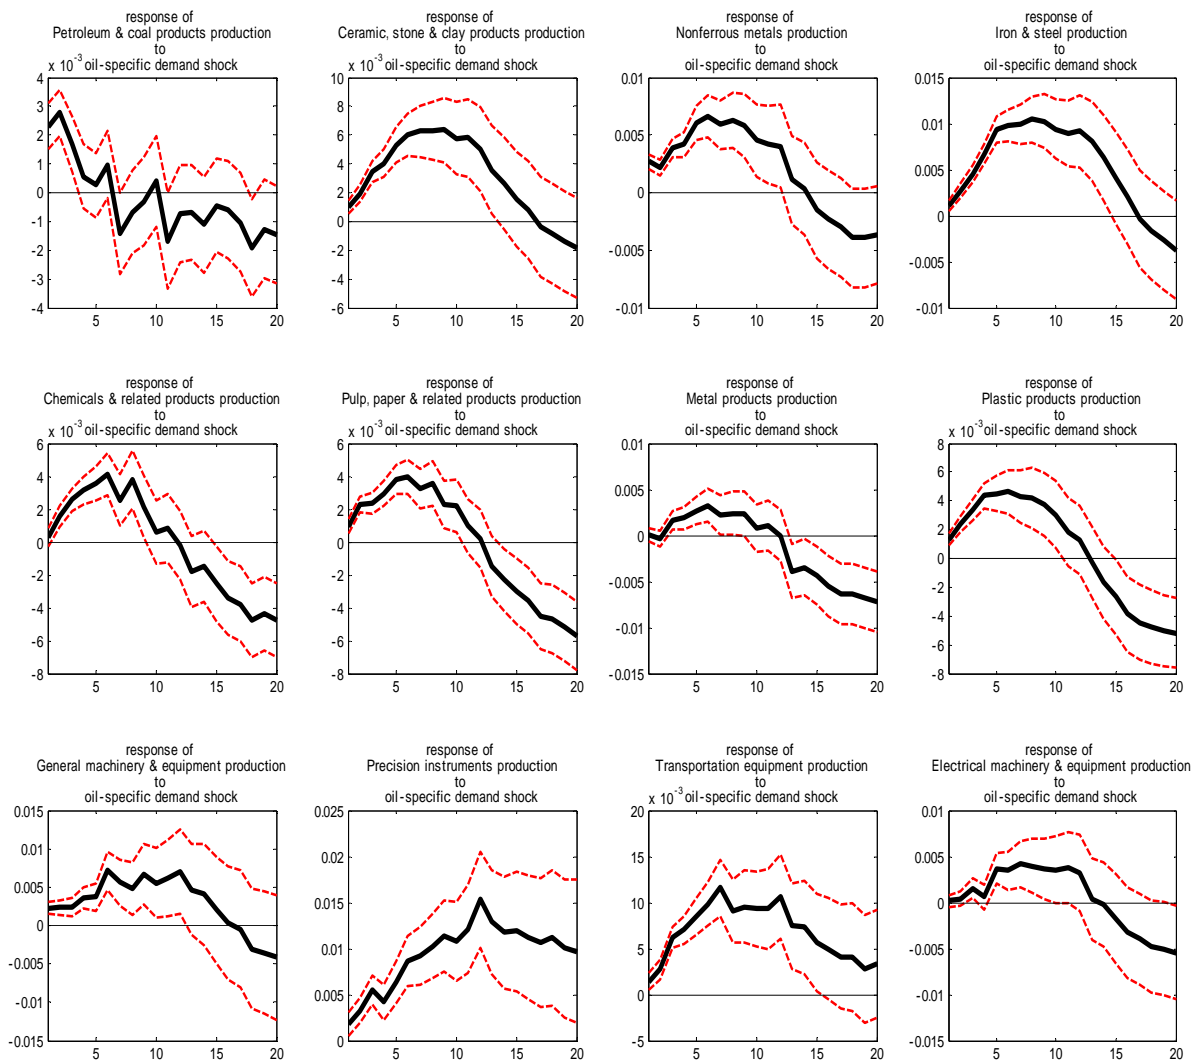 response of
Petroleum & coal products production
to
x 10^-3 oil-specific demand shock
4
3
2
1
0
-1
-2
-3
-4
5 10 15 20
response of
Ceramic, stone & clay products production
to
x 10^-3 oil-specific demand shock
10
8
6
4
2
0
-2
-4
-6
5 10 15 20
response of
Nonferrous metals production
to
oil-specific demand shock
0.01
0.005
0
-0.005
-0.01
5 10 15 20
response of
Iron & steel production
to
oil-specific demand shock
0.015
0.01
0.005
0
-0.005
-0.01
5 10 15 20
response of
Chemicals & related products production
to
x 10^-3 oil-specific demand shock
6
4
2
0
-2
-4
-6
-8
5 10 15 20
response of
Pulp, paper & related products production
to
x 10^-3 oil-specific demand shock
6
4
2
0
-2
-4
-6
-8
5 10 15 20
response of
Metal products production
to
oil-specific demand shock
0.01
0.005
0
-0.005
-0.01
-0.015
5 10 15 20
response of
Plastic products production
to
x 10^-3 oil-specific demand shock
8
6
4
2
0
-2
-4
-6
-8
5 10 15 20
response of
General machinery & equipment production
to
oil-specific demand shock
0.015
0.01
0.005
0
-0.005
-0.01
-0.015
5 10 15 20
response of
Precision instruments production
to
oil-specific demand shock
0.025
0.02
0.015
0.01
0.005
0
5 10 15 20
response of
Transportation equipment production
to
x 10^-3 oil-specific demand shock
20
15
10
5
0
-5
5 10 15 20
response of
Electrical machinery & equipment production
to
oil-specific demand shock
0.01
0.005
0
-0.005
-0.01
-0.015
5 10 15 20